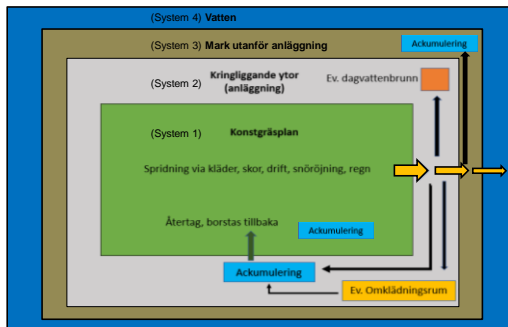 (System 4) Vatten
(System 3) Mark utanför anläggning
Ackumulering
(System 2)
Kringliggande ytor
(anläggning)
Ev. dagvattenbrunn
(System 1)
Konstgräsplan
Spridning via kläder, skor, drift, snöröjning, regn
Återtag, borstas tillbaka
Ackumulering
Ackumulering
Ev. Omklädningsrum